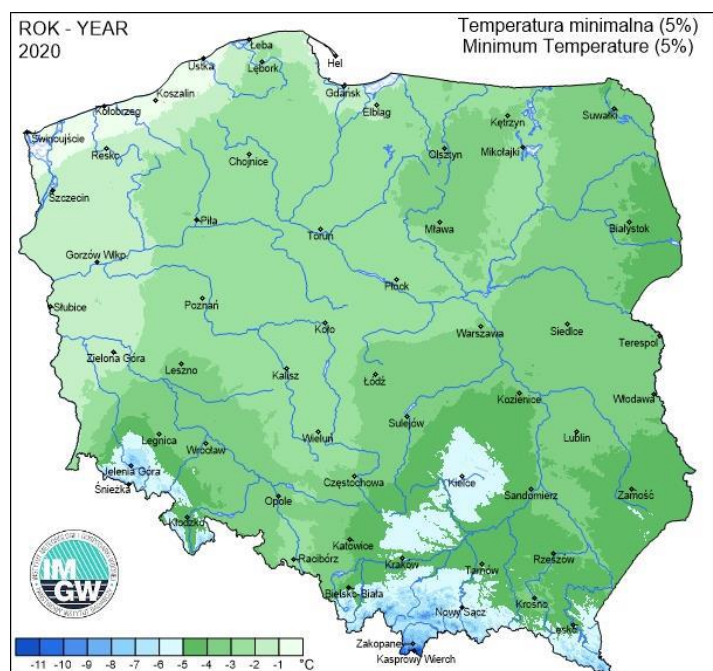 ROK - YEAR
2020
Temperatura minimalna (5%)
Minimum Temperature (5%)
Łeba
Hel
Ustka
Lębork
Gdańsk
Koszalin
Kołobrzeg
Elbląg
Suwałki
Kętrzyn
Świnoujście
Resko
Chojnice
Olsztyn
Mikołajki
Szczecin
Piła
Mława
Białystok
Toruń
Gorzów Wlkp.
Płock
Słubice
Poznań
Koło
Warszawa
Siedlce
Terespol
Zielona Góra
Leszno
Kalisz
Łódź
Kozienice
Włodawa
Sulejów
Legnica
Wrocław
Wieluń
Lublin
Jelenia Góra
Śnieżka
Opole
Częstochowa
Kielce
Sandomierz
Zamość
Kłodzko
Racibórz
Katowice
Kraków
Tarnów
Rzeszów
Bielsko-Biała
Nowy Sącz
Krosno
Lesko
Zakopane
Kasprowy Wierch
IMGW
-11 -10 -9 -8 -7 -6 -5 -4 -3 -2 -1 °C